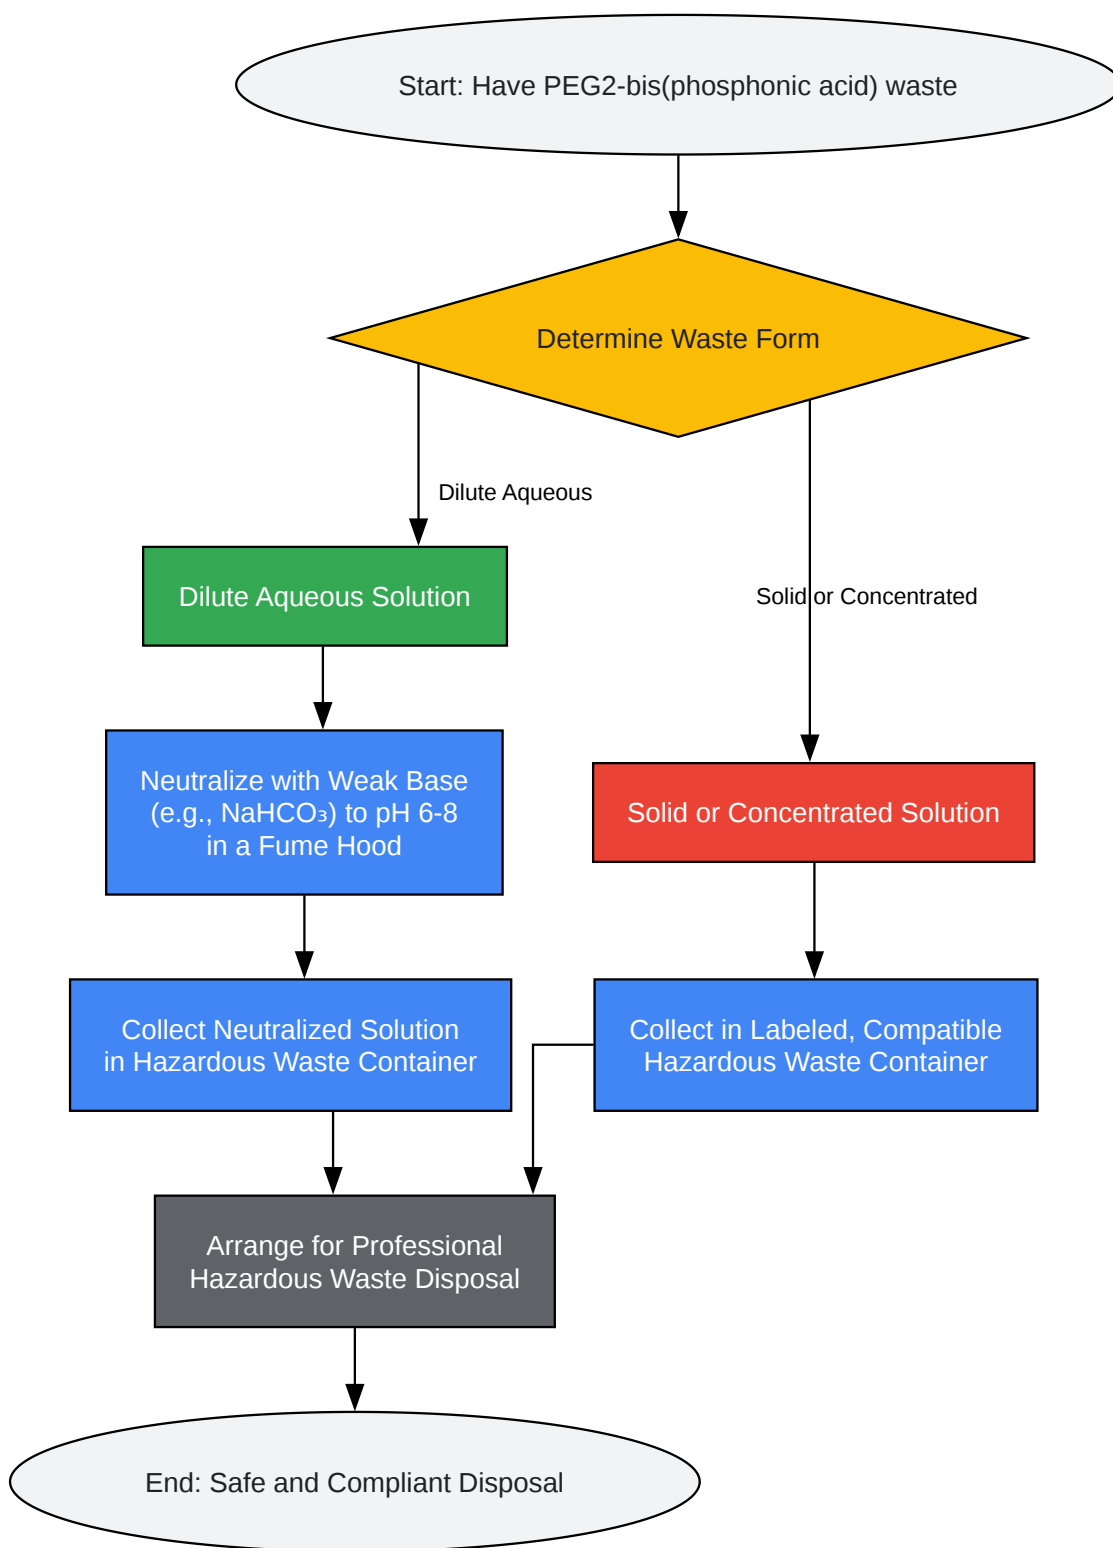 Start: Have PEG2-bis(phosphonic acid) waste
Determine Waste Form
Dilute Aqueous
Dilute Aqueous Solution
Solid or Concentrated
Neutralize with Weak Base
(e.g., NaHCO₃) to pH 6-8
in a Fume Hood
Solid or Concentrated Solution
Collect Neutralized Solution
in Hazardous Waste Container
Collect in Labeled, Compatible
Hazardous Waste Container
Arrange for Professional
Hazardous Waste Disposal
End: Safe and Compliant Disposal